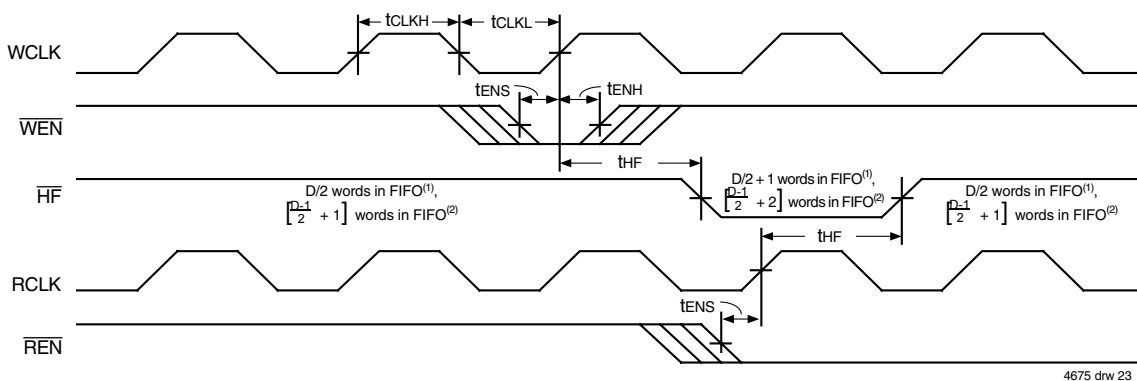 tCLKH tCLKL
WCLK
tENS tENH
WEN
tHF
HF
D/2 words in FIFO(1),
[D-1/2 + 1] words in FIFO(2)
D/2 + 1 words in FIFO(1),
[D-1/2 + 2] words in FIFO(2)
D/2 words in FIFO(1),
[D-1/2 + 1] words in FIFO(2)
tHF
RCLK
tENS
REN
4675 drw 23